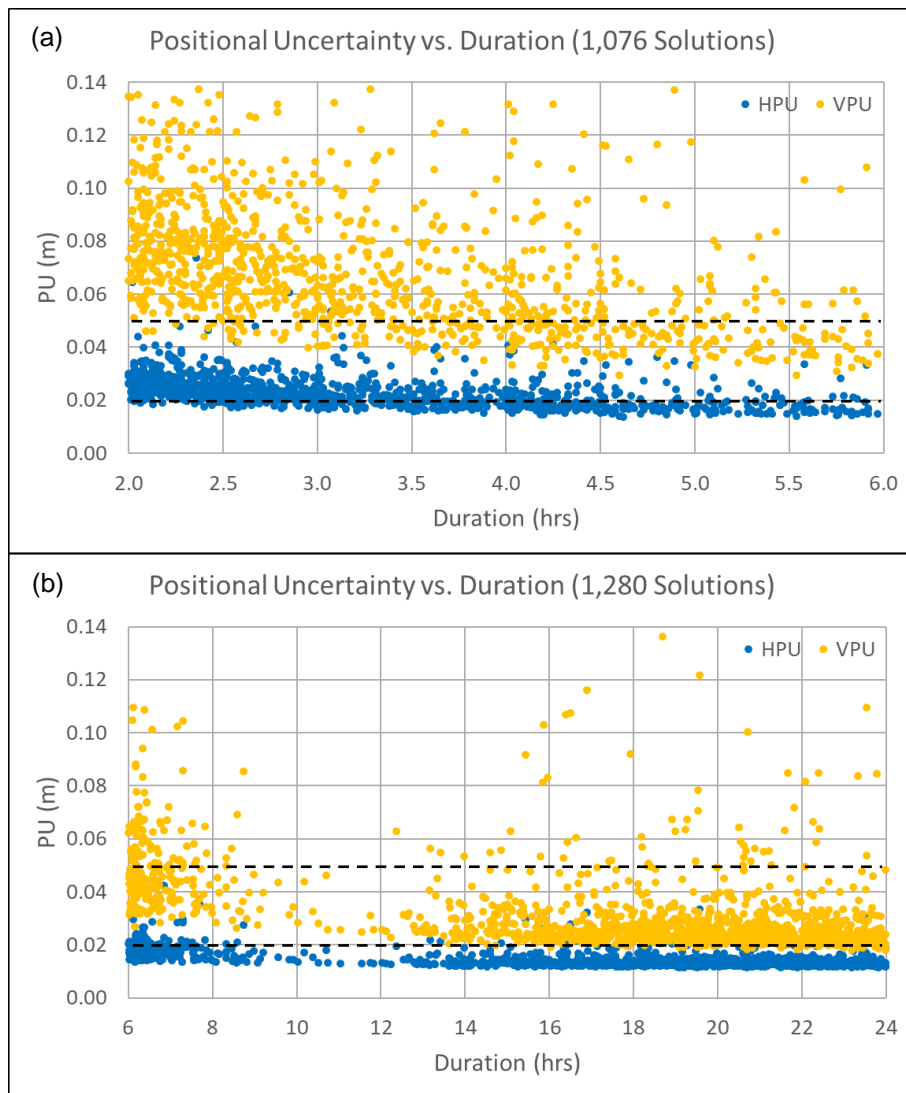 (a)
Positional Uncertainty vs. Duration (1,076 Solutions)
HPU VPU
PU (m)
0.14
0.12
0.10
0.08
0.06
0.04
0.02
0.00
2.0 2.5 3.0 3.5 4.0 4.5 5.0 5.5 6.0
Duration (hrs)
(b)
Positional Uncertainty vs. Duration (1,280 Solutions)
HPU VPU
PU (m)
0.14
0.12
0.10
0.08
0.06
0.04
0.02
0.00
6 8 10 12 14 16 18 20 22 24
Duration (hrs)